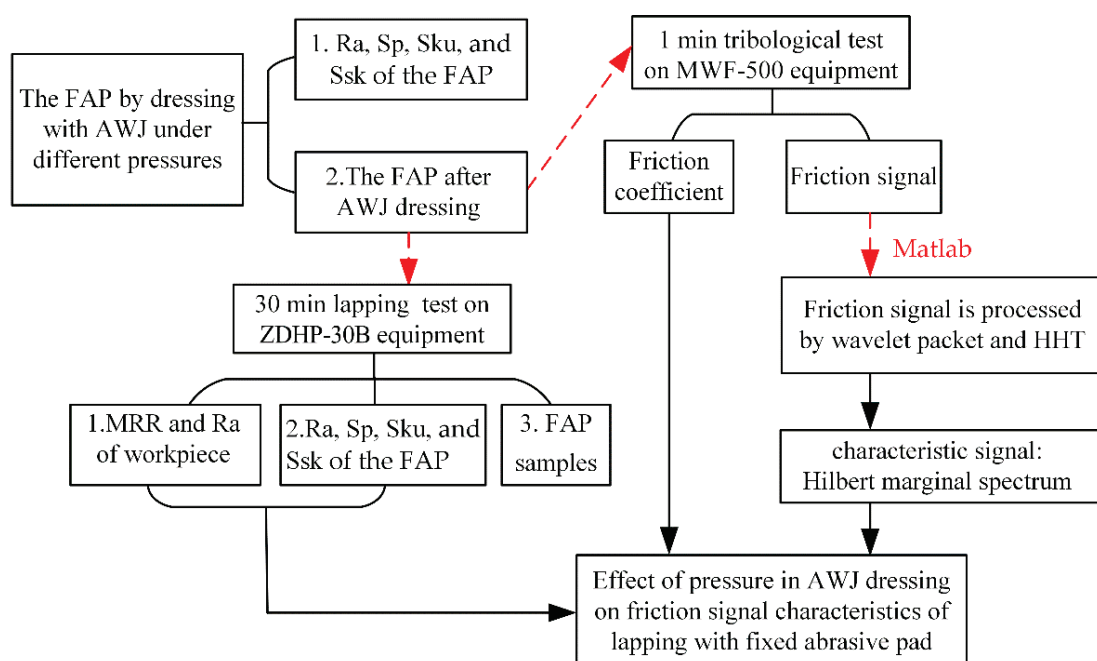 The FAP by dressing
with AWJ under
different pressures
1. Ra, Sp, Sku, and
Ssk of the FAP
2.The FAP after
AWJ dressing
1 min tribological test
on MWF-500 equipment
Friction
coefficient
Friction signal
Matlab
Friction signal is processed
by wavelet packet and HHT
characteristic signal:
Hilbert marginal spectrum
30 min lapping test on
ZDHP-30B equipment
1.MRR and Ra
of workpiece
2.Ra, Sp, Sku, and
Ssk of the FAP
3. FAP
samples
Effect of pressure in AWJ dressing
on friction signal characteristics of
lapping with fixed abrasive pad